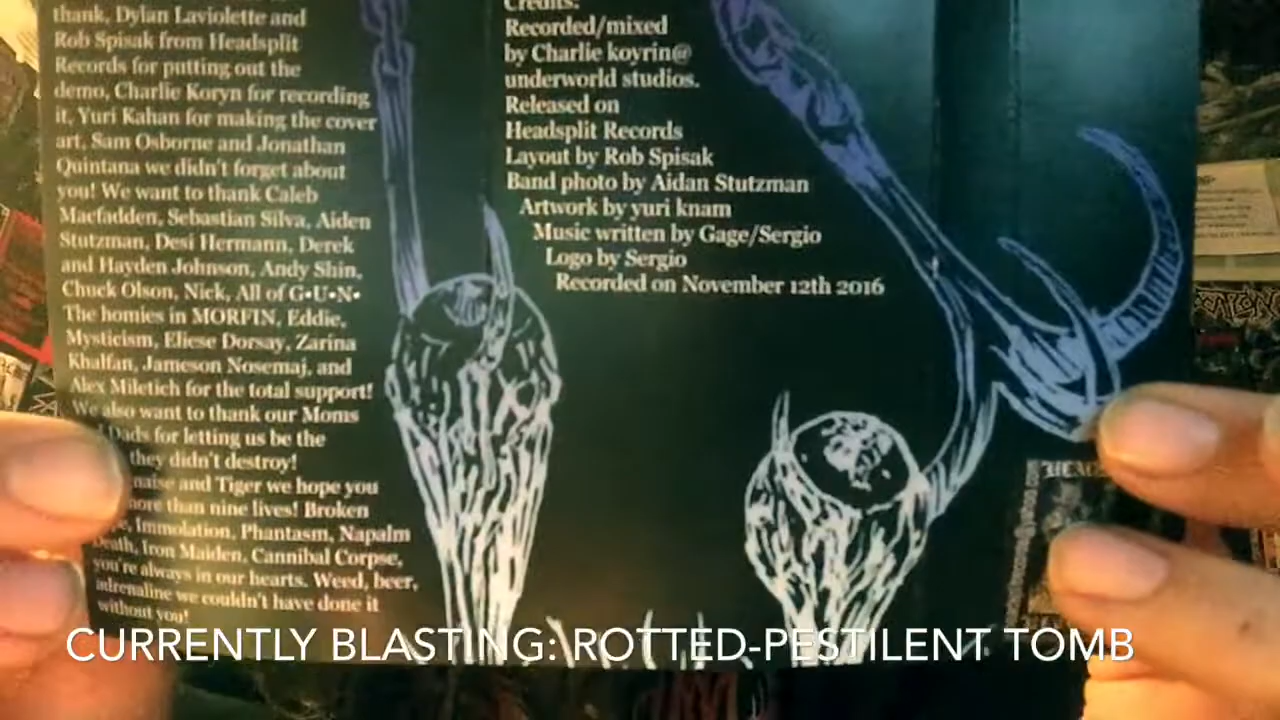 thank, Dylan Laviolette and
Rob Spisak from Headsplit
Records for putting out the
demo, Charlie Koryn for recording
it, Yuri Kahan for making the cover
art, Sam Osborne and Jonathan
Quintana we didn't forget about
you! We want to thank Caleb
Macfadden, Sebastian Silva, Aiden
Stutzman, Desi Hermann, Derek
and Hayden Johnson, Andy Shin,
Chuck Olson, Nick, All of G•U•N•
The homies in MORFIN, Eddie,
Mysticism, Eliese Dorsay, Zarina
Khalfan, Jameson Nosemaj, and
Alex Miletich for the total support!
We also want to thank our Moms
Dads for letting us be the
they didn't destroy!
and Tiger we hope you
more than nine lives! Broken
Immolation, Phantasm, Napalm
Death, Iron Maiden, Cannibal Corpse,
you're always in our hearts. Weed, beer,
adrenaline we couldn't have done it
without you!
Credits:
Recorded/mixed
by Charlie koyrin@
underworld studios.
Released on
Headsplit Records
Layout by Rob Spisak
Band photo by Aidan Stutzman
Artwork by yuri knam
Music written by Gage/Sergio
Logo by Sergio
Recorded on November 12th 2016
CURRENTLY BLASTING: ROTTED-PESTILENT TOMB